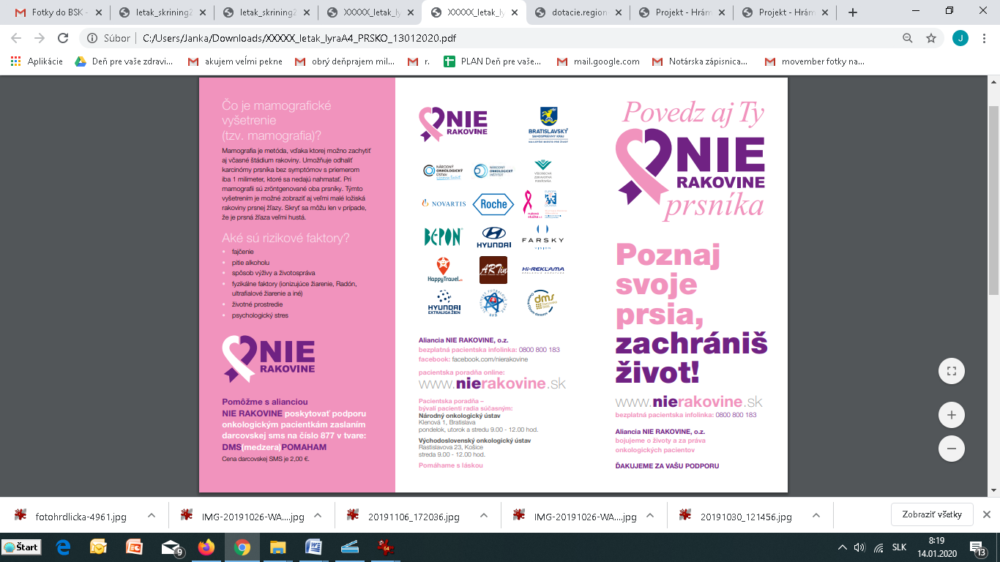 Fotky do BSK -
letak_skrining2
letak_skrining2
XXXXX_letak_lyr
XXXXX_letak_ly
dotacie.region
Projekt - Hrám
Projekt - Hrám
Súbor
C:/Users/Janka/Downloads/XXXXX_letak_lyraA4_PRSKO_13012020.pdf
J
Aplikácie
Deň pre vaše zdravi...
akujem veľmi pekne
obrý deňprajem mil...
r.
PLAN Deň pre vaše...
mail.google.com
Notárska zápisnica...
movember fotky na...
Čo je mamografické
vyšetrenie
(tzv. mamografia)?
Mamografia je metóda, vďaka ktorej možno zachytiť
aj včasné štádium rakoviny. Umožňuje odhaliť
karcinómy prsníka bez symptómov s priemerom
iba 1 milimeter, ktoré sa nedajú nahmatať. Pri
mamografii sú zröntgenované oba prsníky. Týmto
vyšetrením je možné zobraziť aj veľmi malé ložiská
rakoviny prsnej žľazy. Skryť sa môžu len v prípade,
že je prsná žľaza veľmi hustá.
Aké sú rizikové faktory?
fajčenie
pitie alkoholu
spôsob výživy a životospráva
fyzikálne faktory (ionizujúce žiarenie, Radón,
ultrafialové žiarenie a iné)
životné prostredie
psychologický stres
NIE
RAKOVINE
Pomôžme s alianciou
NIE RAKOVINE poskytovať podporu
onkologickým pacientkám zaslaním
darcovskej sms na číslo 877 v tvare:
DMS(medzera)POMAHAM
Cena darcovskej SMS je 2,00 €.
NIE
RAKOVINE
BRATISLAVSKÝ
SAMOSPRÁVNY KRAJ
NAJLEPŠIE MIESTO PRE ŽIVOT
NÁRODNÝ
ONKOLOGICKÝ
ÚSTAV
NÁRODNÝ
ONKOLOGICKÝ
INŠTITÚT
VŠEOBECNÁ
ZDRAVOTNÁ
POISŤOVŇA
NOVARTIS
Roche
ružová
stužka
EUROPA
DONNA
BEPON
HYUNDAI
FARSKY
VISION
HappyTravel.sk
ARTin
Hi-REKLAMA
HYUNDAI
EXTRALIGA ŽIEN
dms
Aliancia NIE RAKOVINE, o.z.
bezplatná pacientska infolinka: 0800 800 183
facebook: facebook.com/nierakovine
pacientska poradňa online:
www.nierakovine.sk
Pacientska poradňa –
bývalí pacienti radia súčasným:
Národný onkologický ústav
Klenová 1, Bratislava
pondelok, utorok a stredu 9.00 - 12.00 hod.
Východoslovenský onkologický ústav
Rastislavova 23, Košice
streda 9.00 - 12.00 hod.
Pomáhame s láskou
Povedz aj Ty
NIE
RAKOVINE
prsníka
Poznaj
svoje
prsia,
zachrániš
život!
www.nierakovine.sk
bezplatná pacientska infolinka: 0800 800 183
Aliancia NIE RAKOVINE, o.z.
bojujeme o životy a za práva
onkologických pacientov
ĎAKUJEME ZA VAŠU PODPORU
fotohrdlicka-4961.jpg
IMG-20191026-WA....jpg
20191106_172036.jpg
IMG-20191026-WA....jpg
20191030_121456.jpg
Zobraziť všetky
Štart
9
64
SLK
8:19
14.01.2020
13